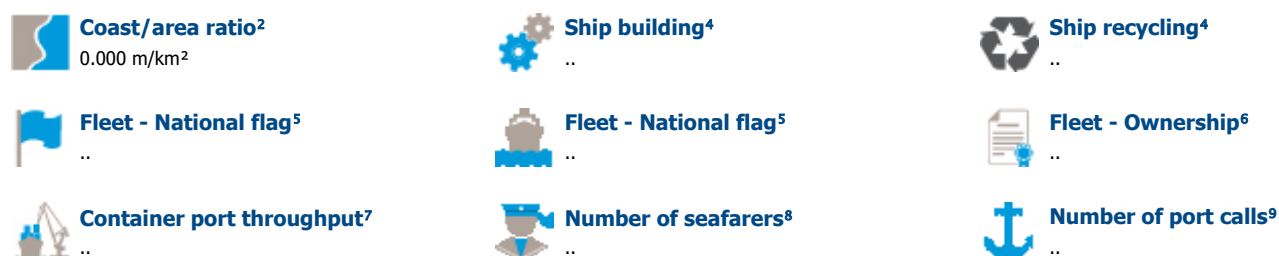 Coast/area ratio²
0.000 m/km²
Ship building⁴
..
Ship recycling⁴
..
Fleet - National flag⁵
..
Fleet - National flag⁵
..
Fleet - Ownership⁶
..
Container port throughput⁷
..
Number of seafarers⁸
..
Number of port calls⁹
..